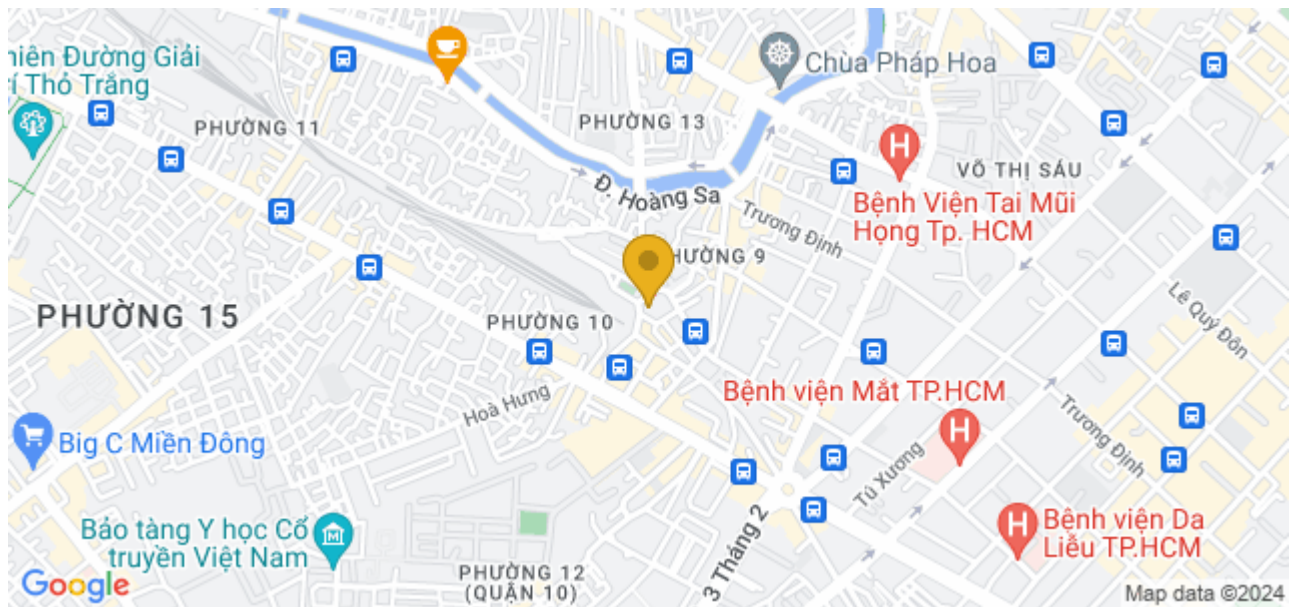 hiên Đường Giải
rí Thỏ Trắng
PHƯỜNG 11
PHƯỜNG 13
Chùa Pháp Hoa
VÕ THỊ SÁU
Bệnh Viện Tai Mũi
Họng Tp. HCM
Đ. Hoàng Sa
Trương Định
HƯỜNG 9
PHƯỜNG 15
PHƯỜNG 10
Lê Quý Đôn
Hoà Hưng
Bệnh viện Mắt TP.HCM
Trương Định
Big C Miền Đông
Tú Xương
Bảo tàng Y học Cổ
truyền Việt Nam
3 Tháng 2
Bệnh viện Da
Liễu TP.HCM
PHƯỜNG 12
(QUẬN 10)
Google
Map data ©2024